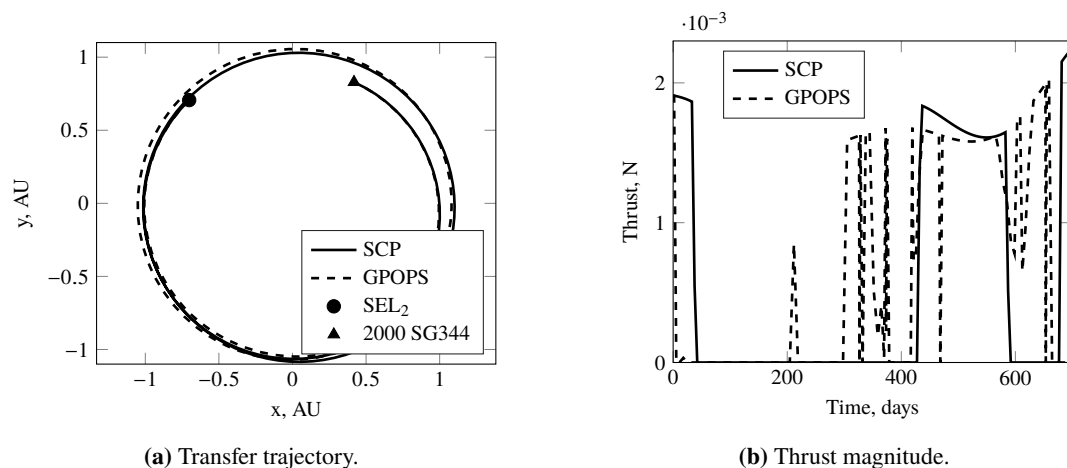 1
0.5
0
−0.5
−1
−1
−0.5
0
0.5
1
x, AU
y, AU
SCP
GPOPS
SEL2
2000 SG344
(a) Transfer trajectory.
·10−3
2
1
0
0
200
400
600
Time, days
Thrust, N
SCP
GPOPS
(b) Thrust magnitude.